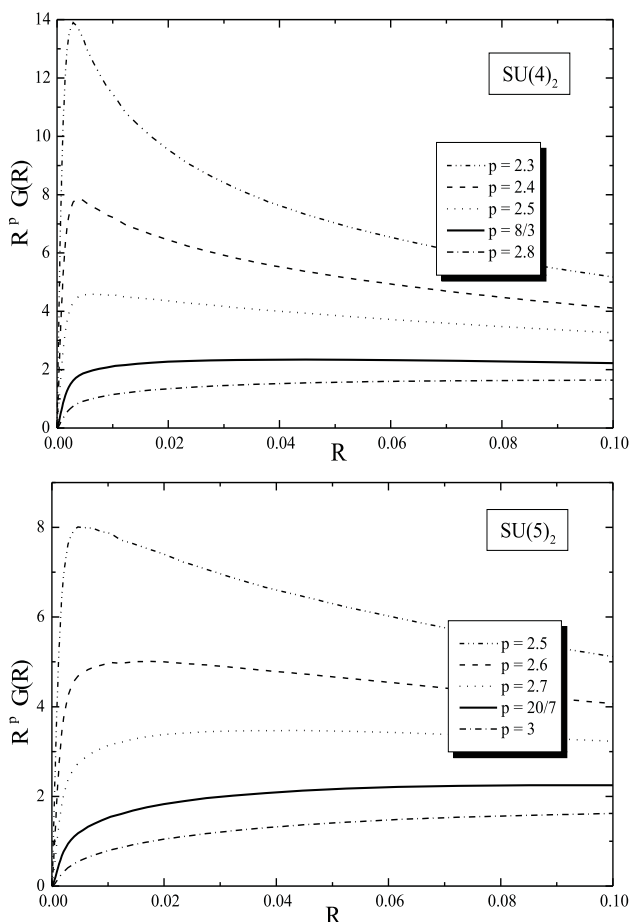 14
12
10
8
6
4
2
0
R^p G(R)
SU(4)₂
p = 2.3
p = 2.4
p = 2.5
p = 8/3
p = 2.8
0.00 0.02 0.04 0.06 0.08 0.10
R
8
6
4
2
0
R^p G(R)
SU(5)₂
p = 2.5
p = 2.6
p = 2.7
p = 20/7
p = 3
0.00 0.02 0.04 0.06 0.08 0.10
R